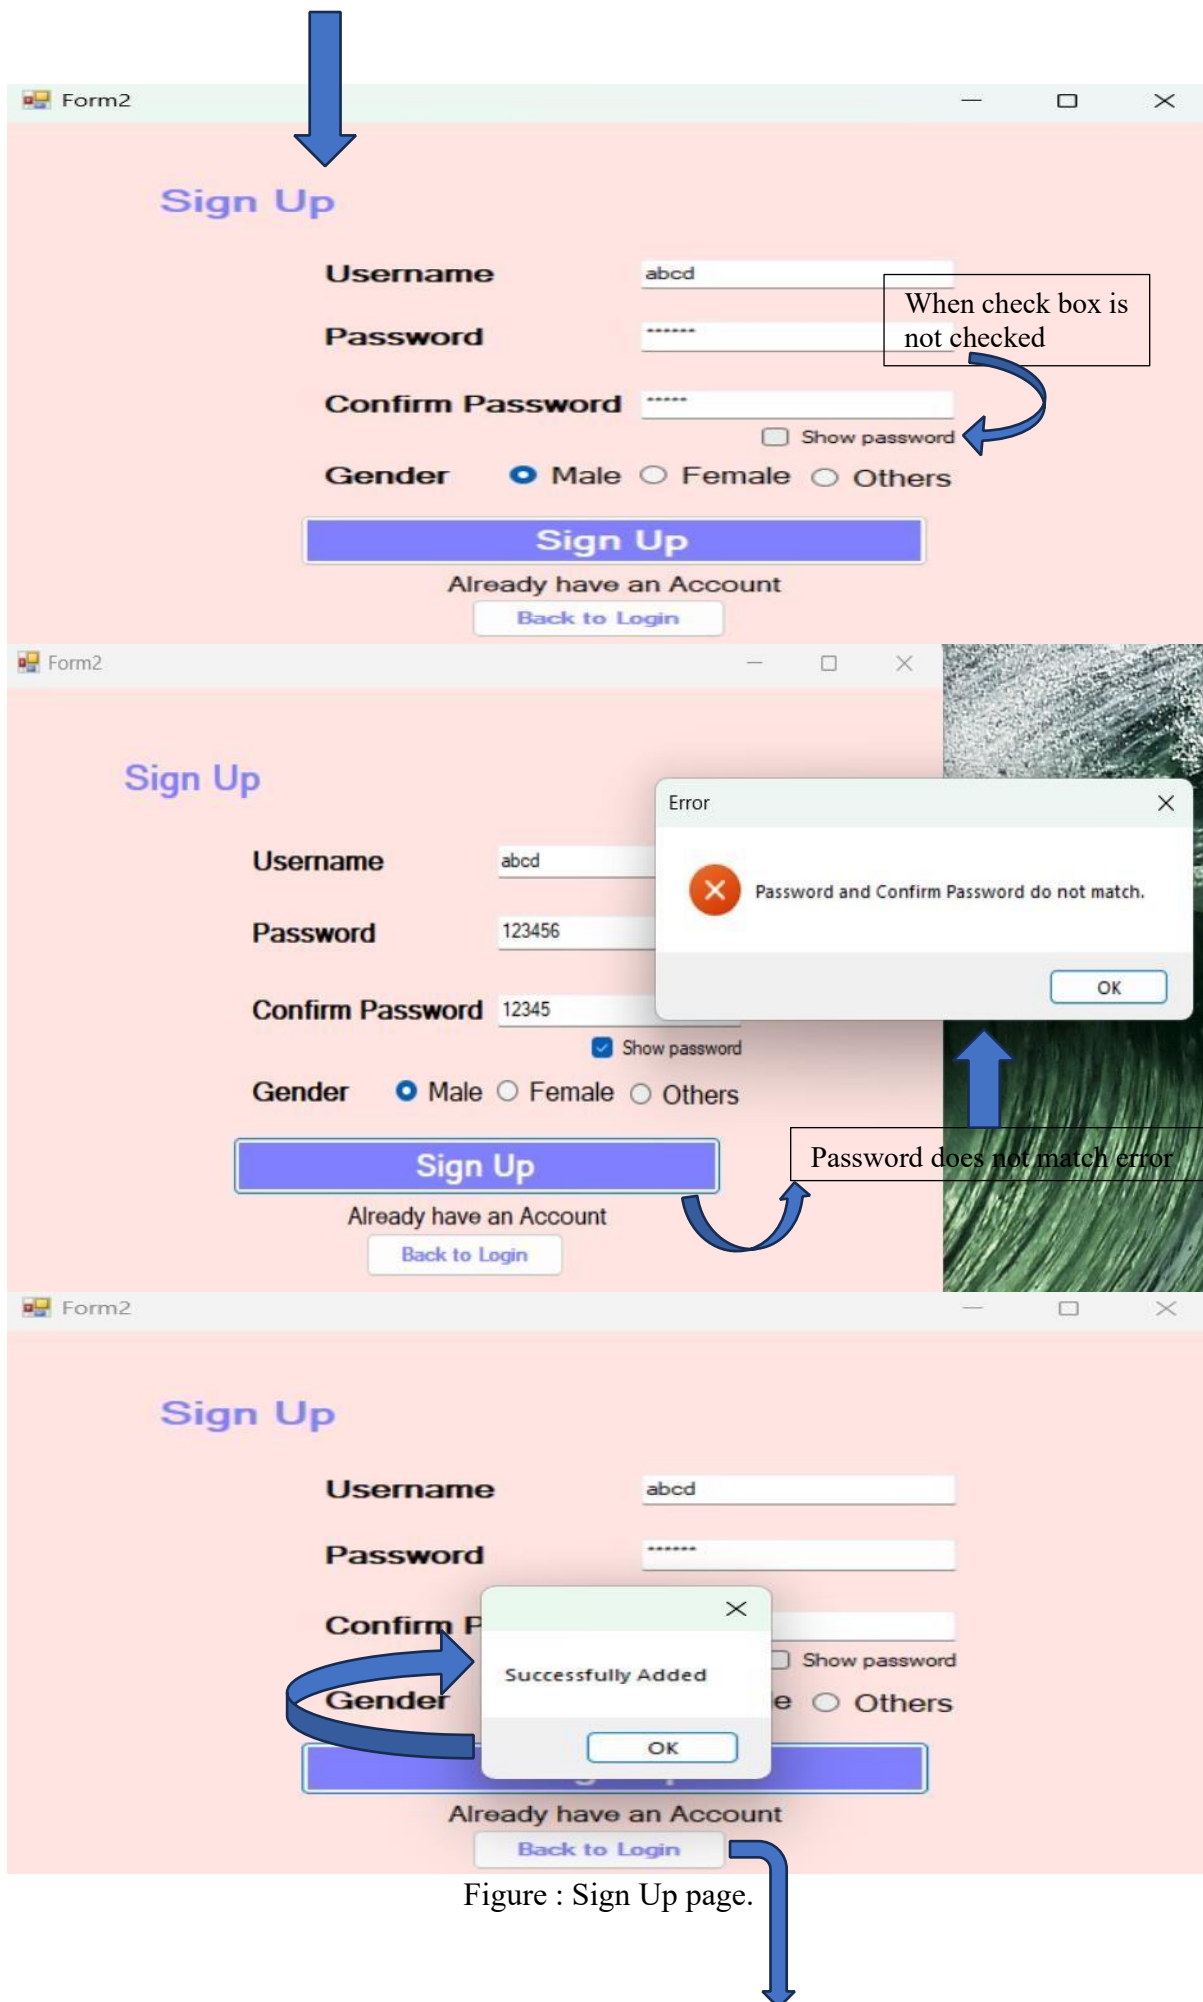 Form2
Sign Up
Username abcd
When check box is
not checked
Password ******
Confirm Password *****
Show password
Gender Male Female Others
Sign Up
Already have an Account
Back to Login
Form2
Sign Up
Error
Username abcd
Password and Confirm Password do not match.
Password 123456
OK
Confirm Password 12345
Show password
Gender Male Female Others
Password does not match error
Sign Up
Already have an Account
Back to Login
Form2
Sign Up
Username abcd
Password ******
Confirm P
Show password
Successfully Added
Gender e Others
OK
Already have an Account
Back to Login
Figure : Sign Up page.